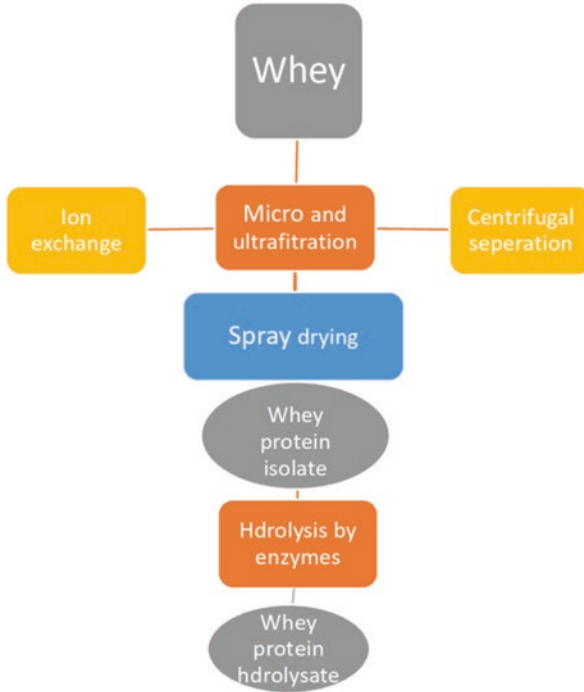 Whey
Ion
exchange
Micro and
ultrafitration
Centrifugal
seperation
Spray drying
Whey
protein
isolate
Hdrolysis by
enzymes
Whey
protein
hdrolysate